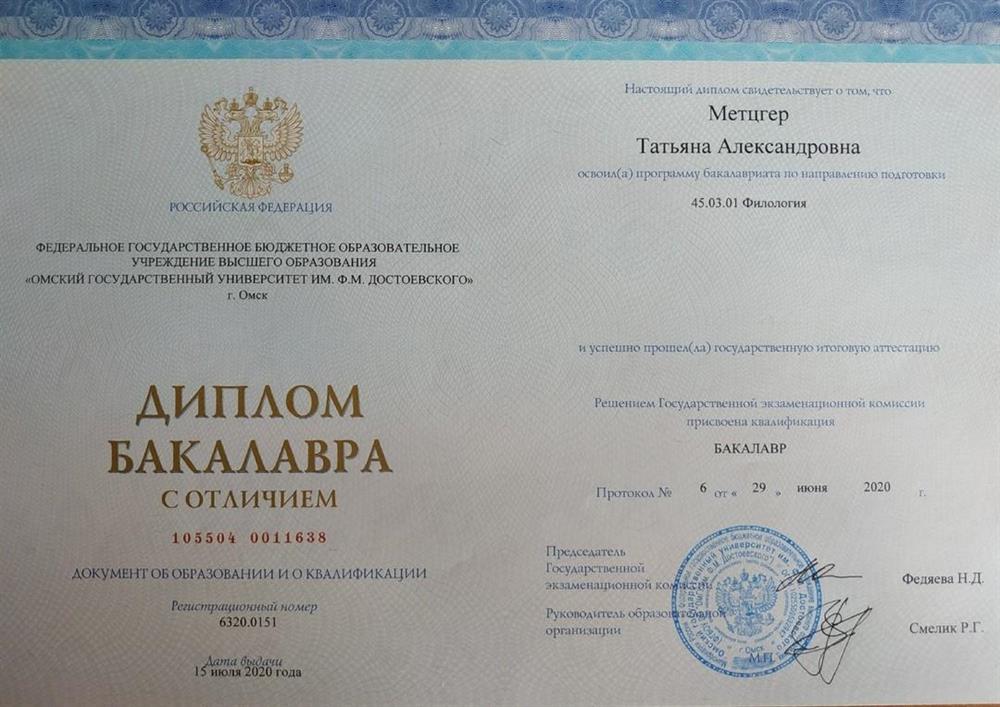 РОССИЙСКАЯ ФЕДЕРАЦИЯ
ФЕДЕРАЛЬНОЕ ГОСУДАРСТВЕННОЕ БЮДЖЕТНОЕ ОБРАЗОВАТЕЛЬНОЕ
УЧРЕЖДЕНИЕ ВЫСШЕГО ОБРАЗОВАНИЯ
«ОМСКИЙ ГОСУДАРСТВЕННЫЙ УНИВЕРСИТЕТ ИМ. Ф.М. ДОСТОЕВСКОГО»
г. Омск
ДИПЛОМ
БАКАЛАВРА
С ОТЛИЧИЕМ
105504 0011638
ДОКУМЕНТ ОБ ОБРАЗОВАНИИ И О КВАЛИФИКАЦИИ
Регистрационный номер
6320.0151
Дата выдачи
15 июля 2020 года
Настоящий диплом свидетельствует о том, что
Метцгер
Татьяна Александровна
освоил(а) программу бакалавриата по направлению подготовки
45.03.01 Филология
и успешно прошел(ла) государственную итоговую аттестацию
Решением Государственной экзаменационной комиссии
присвоена квалификация
БАКАЛАВР
Протокол № 6 от « 29 » июня 2020 г.
Председатель
Государственной
экзаменационной комиссии Федяева Н.Д.
Руководитель образовательной
организации Смелик Р.Г.
М.П.